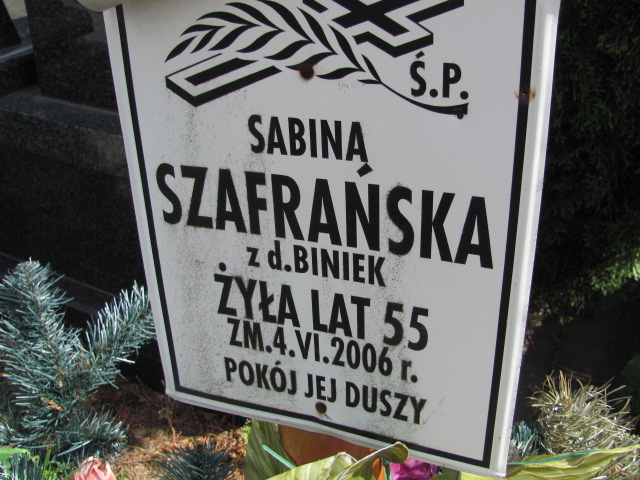 Ś.P.
SABINA
SZAFRAŃSKA
z d.BINIEK
ŻYŁA LAT 55
ZM.4.VI.2006 r.
POKÓJ JEJ DUSZY